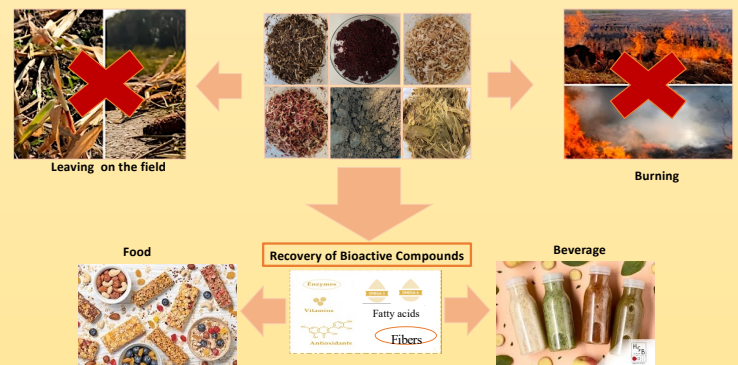 Leaving on the field
Burning
Food
Recovery of Bioactive Compounds
Beverage
Enzymes
Vitamins
Fatty acids
Antioxidants
Fibers